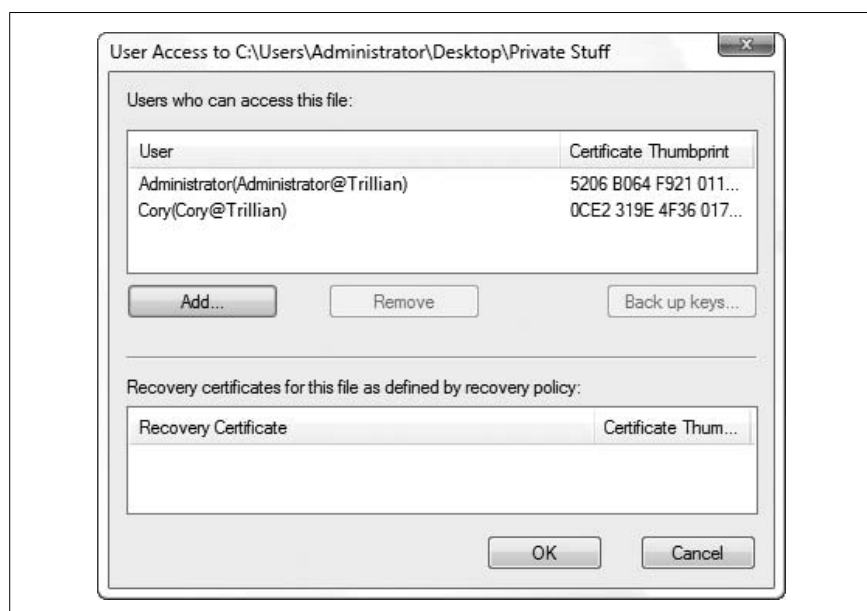 User Access to C:\Users\Administrator\Desktop\Private Stuff
Users who can access this file:
User Certificate Thumbprint
Administrator(Administrator@Trillian) 5206 B064 F921 011...
Cory(Cory@Trillian) 0CE2 319E 4F36 017...
Add... Remove Back up keys...
Recovery certificates for this file as defined by recovery policy:
Recovery Certificate Certificate Thum...
OK Cancel